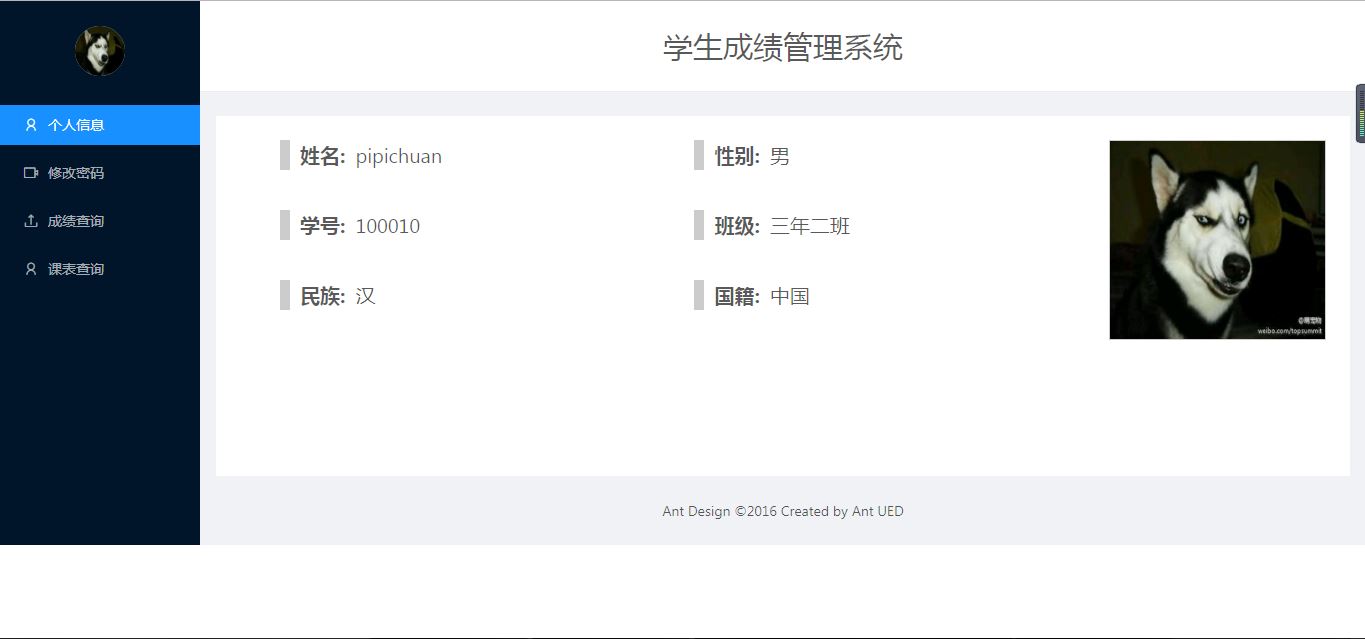 学生成绩管理系统
个人信息
修改密码
成绩查询
课表查询
姓名: pipichuan
性别: 男
学号: 100010
班级: 三年二班
民族: 汉
国籍: 中国
weibo.com/topsummit
Ant Design ©2016 Created by Ant UED